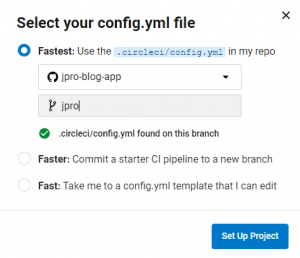 Select your config.yml file
Fastest: Use the .circleci/config.yml in my repo
jpro-blog-app
jpro
.circleci/config.yml found on this branch
Faster: Commit a starter CI pipeline to a new branch
Fast: Take me to a config.yml template that I can edit
Set Up Project